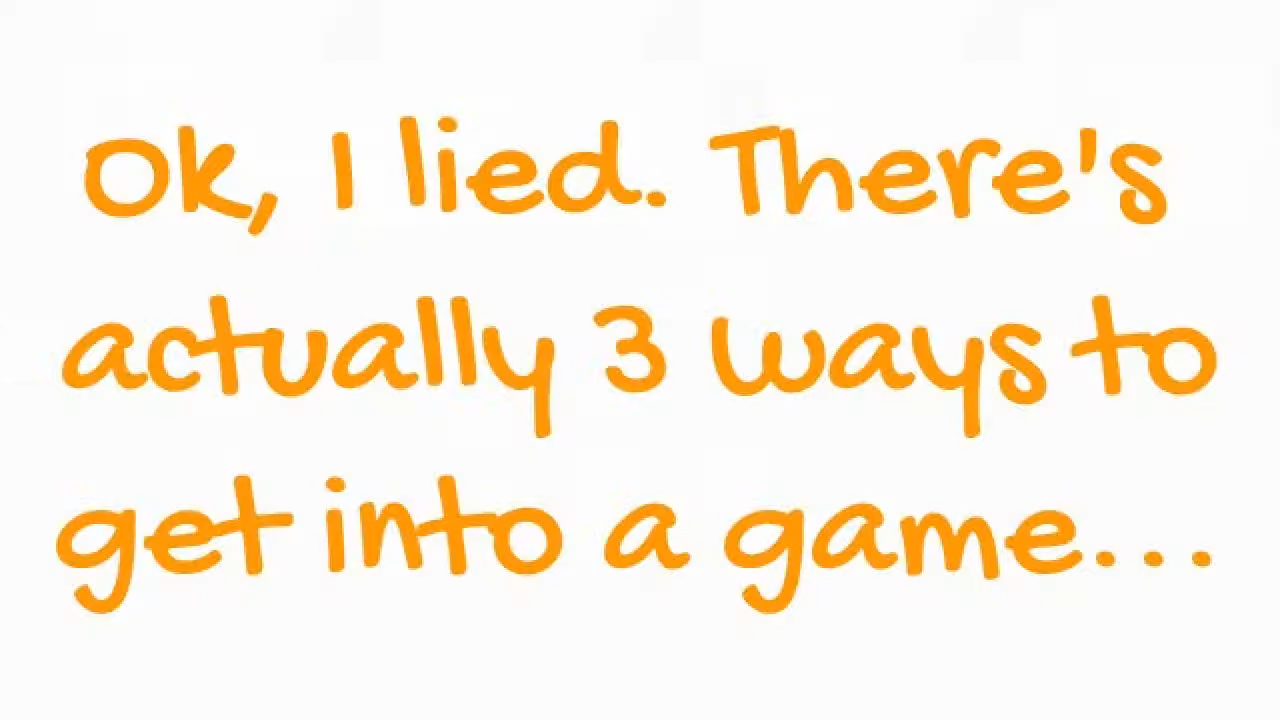 Ok, I lied. There's
actually 3 ways to
get into a game...